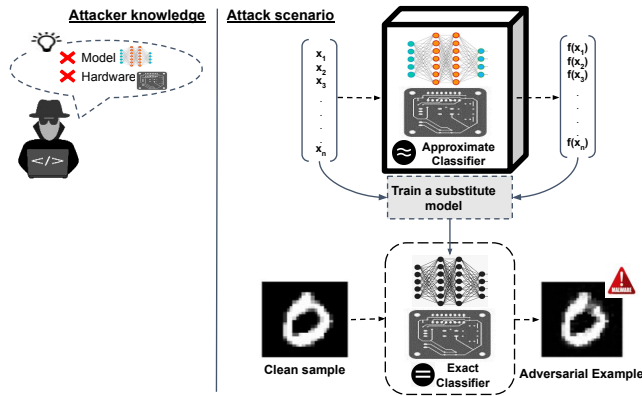 Attacker knowledge
Attack scenario
Model
Hardware
</>
x1
x2
x3
.
.
.
xn
≈
Approximate
Classifier
f(x1)
f(x2)
f(x3)
.
.
.
f(xn)
Train a substitute
model
=
Exact
Classifier
Clean sample
MALWARE
Adversarial Example